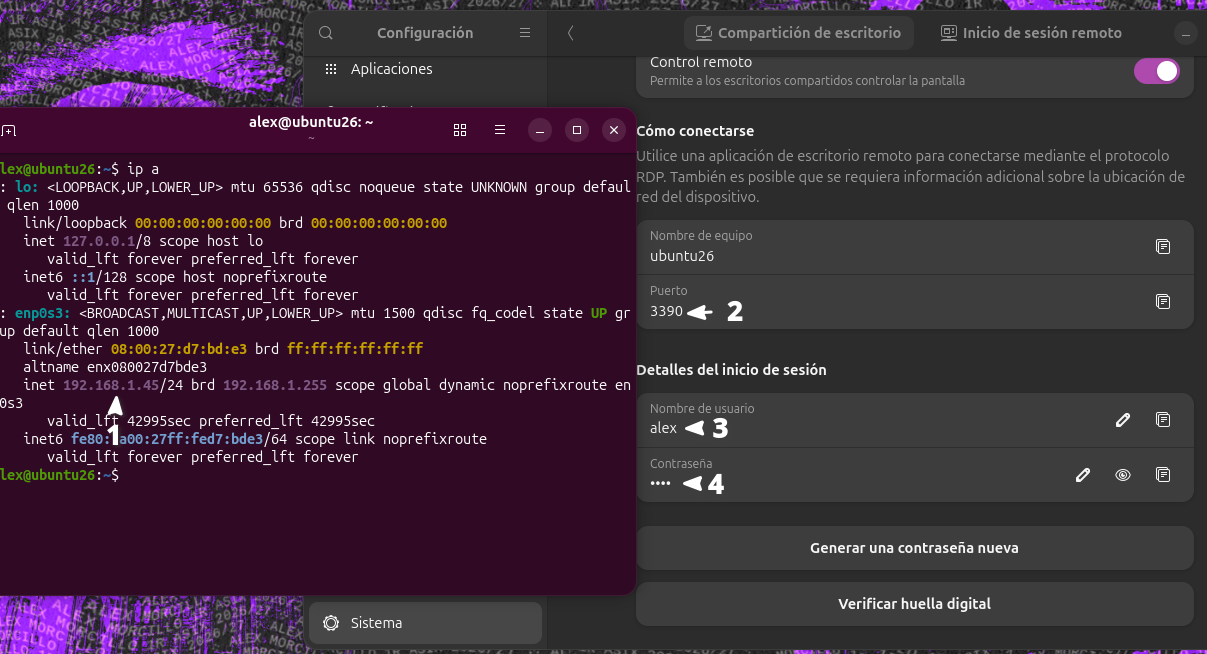 Configuración
Compartición de escritorio
Inicio de sesión remoto
Aplicaciones
Control remoto
Permite a los escritorios compartidos controlar la pantalla
alex@ubuntu26: ~
~
lex@ubuntu26:~$ ip a
: lo: <LOOPBACK,UP,LOWER_UP> mtu 65536 qdisc noqueue state UNKNOWN group defaul
qlen 1000
link/loopback 00:00:00:00:00:00 brd 00:00:00:00:00:00
inet 127.0.0.1/8 scope host lo
valid_lft forever preferred_lft forever
inet6 ::1/128 scope host noprefixroute
valid_lft forever preferred_lft forever
: enp0s3: <BROADCAST,MULTICAST,UP,LOWER_UP> mtu 1500 qdisc fq_codel state UP gr
up default qlen 1000
link/ether 08:00:27:d7:bd:e3 brd ff:ff:ff:ff:ff:ff
altname enx080027d7bde3
inet 192.168.1.45/24 brd 192.168.1.255 scope global dynamic noprefixroute en
0s3
valid_lft 42995sec preferred_lft 42995sec
1
inet6 fe80: a00:27ff:fed7:bde3/64 scope link noprefixroute
valid_lft forever preferred_lft forever
lex@ubuntu26:~$
Cómo conectarse
Utilice una aplicación de escritorio remoto para conectarse mediante el protocolo
RDP. También es posible que se requiera información adicional sobre la ubicación de
red del dispositivo.
Nombre de equipo
ubuntu26
Puerto
3390 2
Detalles del inicio de sesión
Nombre de usuario
alex 3
Contraseña
•••• 4
Generar una contraseña nueva
Verificar huella digital
Sistema